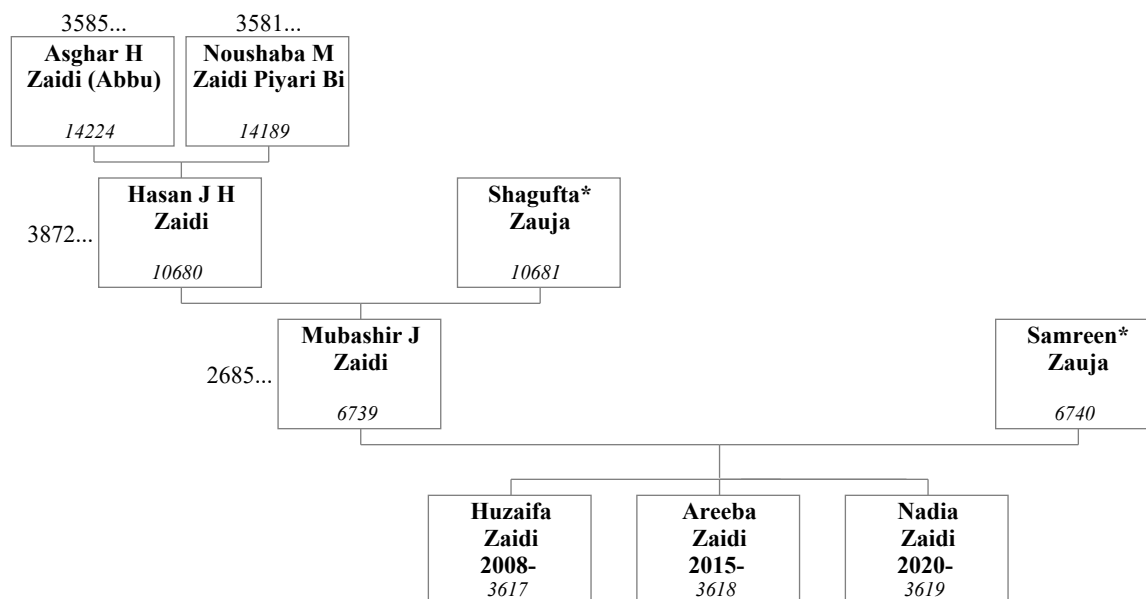 3585...
3581...
Asghar H
Zaidi (Abbu)
14224
Noushaba M
Zaidi Piyari Bi
14189
3872...
Hasan J H
Zaidi
10680
Shagufta*
Zauja
10681
2685...
Mubashir J
Zaidi
6739
Samreen*
Zauja
6740
Huzaifa
Zaidi
2008-
3617
Areeba
Zaidi
2015-
3618
Nadia
Zaidi
2020-
3619